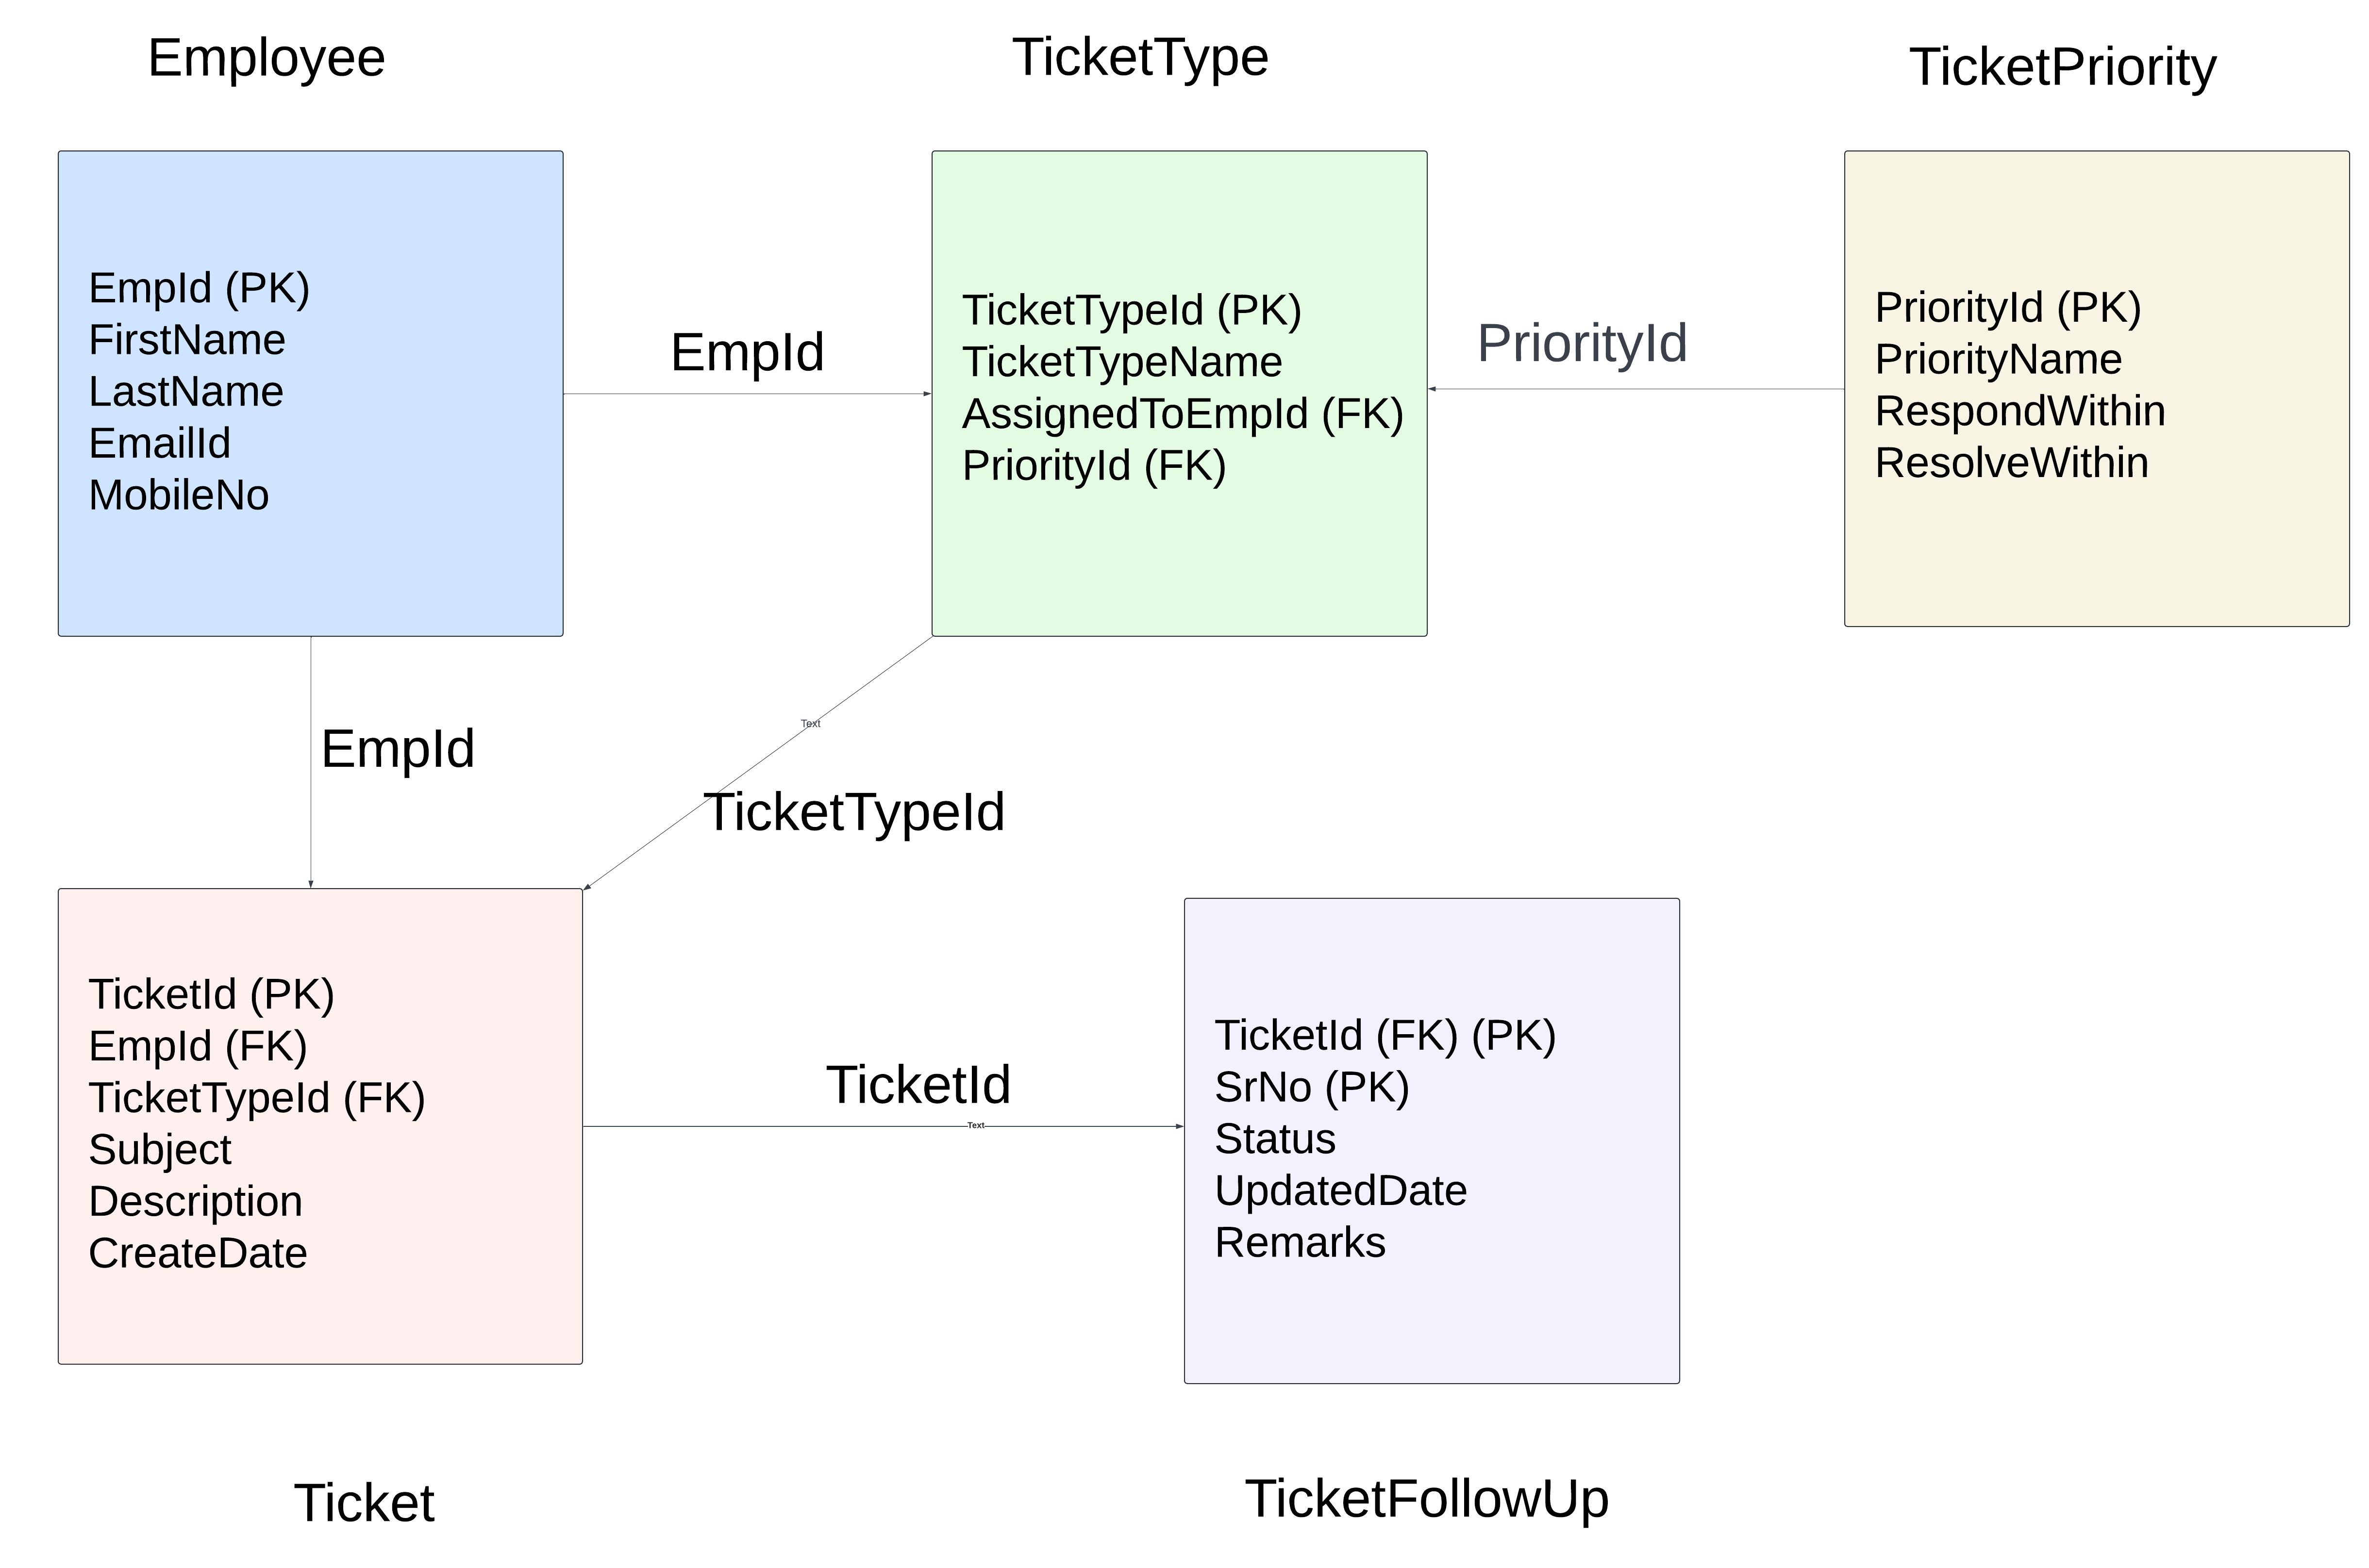 Employee
TicketType
TicketPriority
EmpId (PK)
FirstName
LastName
EmailId
MobileNo
EmpId
TicketTypeId (PK)
TicketTypeName
AssignedToEmpId (FK)
PriorityId (FK)
PriorityId
PriorityId (PK)
PriorityName
RespondWithin
ResolveWithin
EmpId
Text
TicketTypeId
TicketId (PK)
EmpId (FK)
TicketTypeId (FK)
Subject
Description
CreateDate
TicketId
Text
TicketId (FK) (PK)
SrNo (PK)
Status
UpdatedDate
Remarks
Ticket
TicketFollowUp